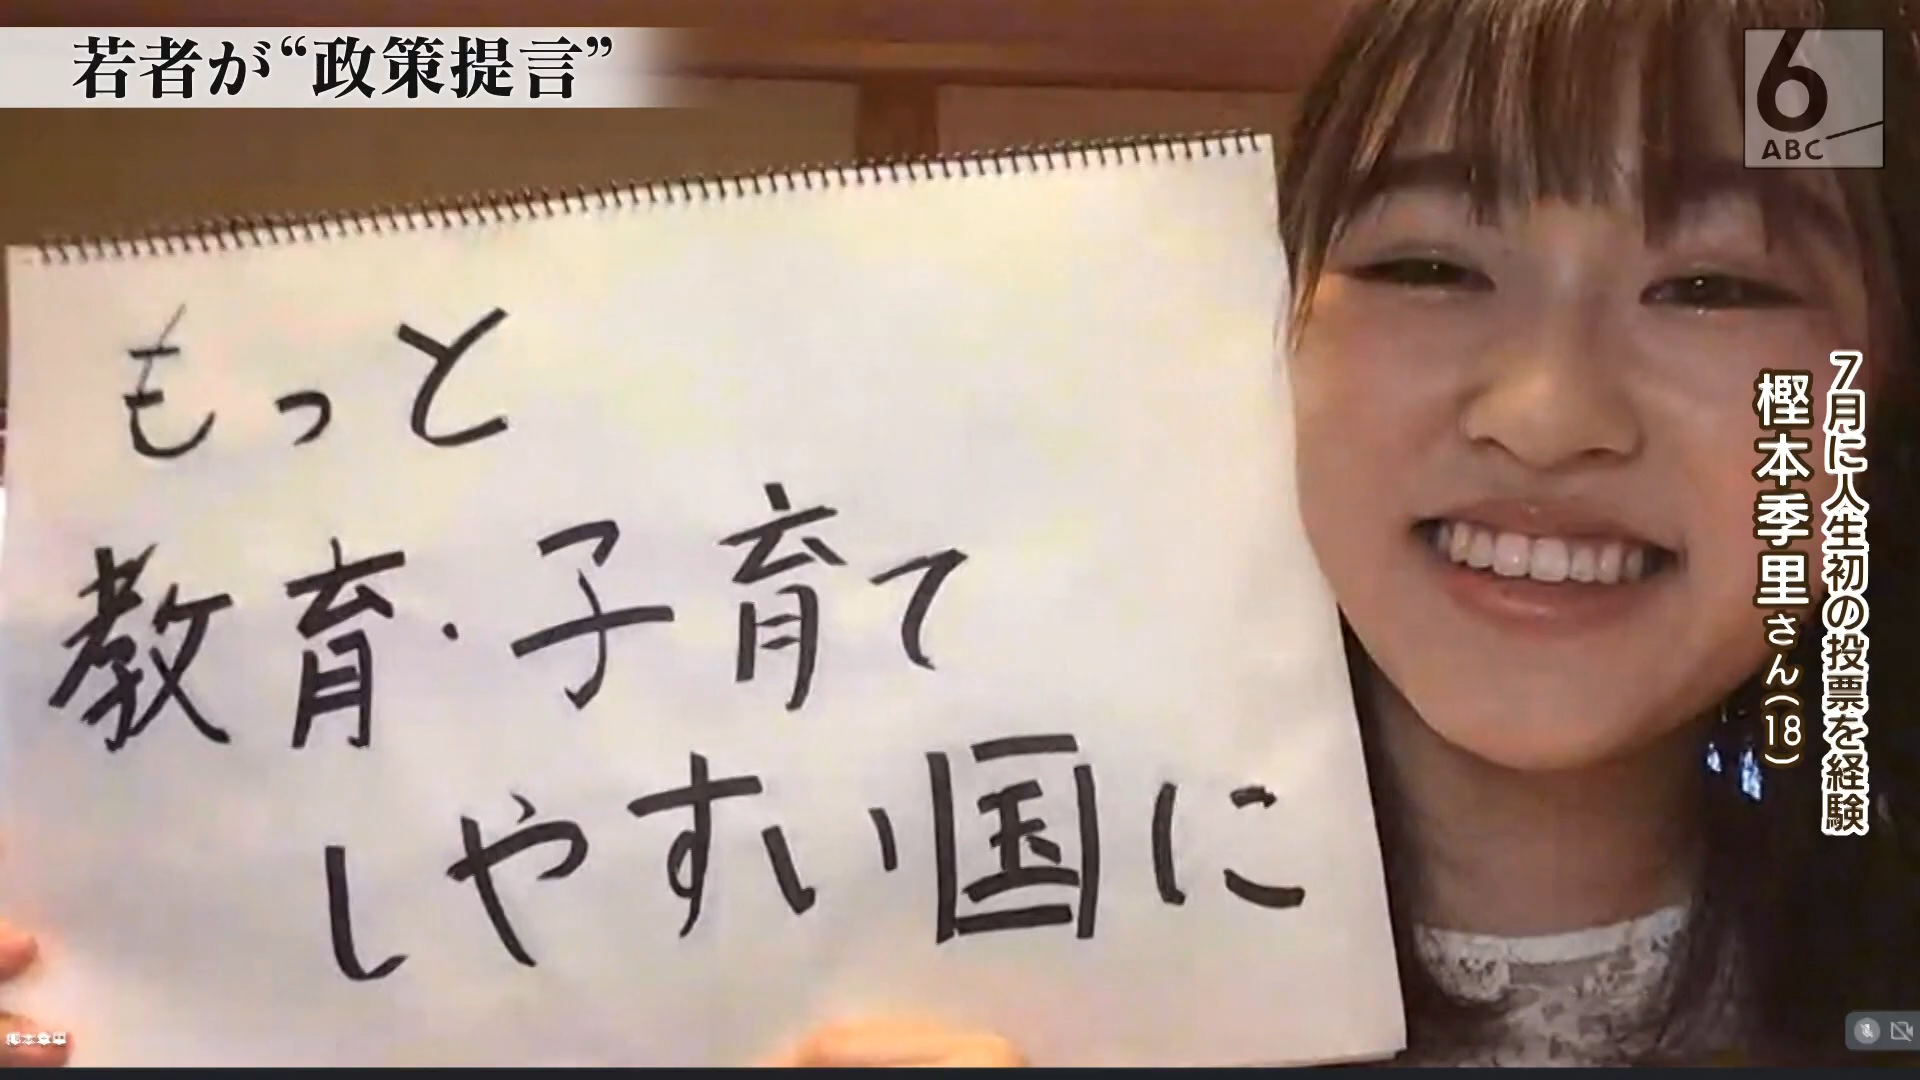 若者が“政策提言”
6
ABC
もっと
教育・子育て
しやすい国に
7月に人生初の投票を経験
樫本季里さん(18)